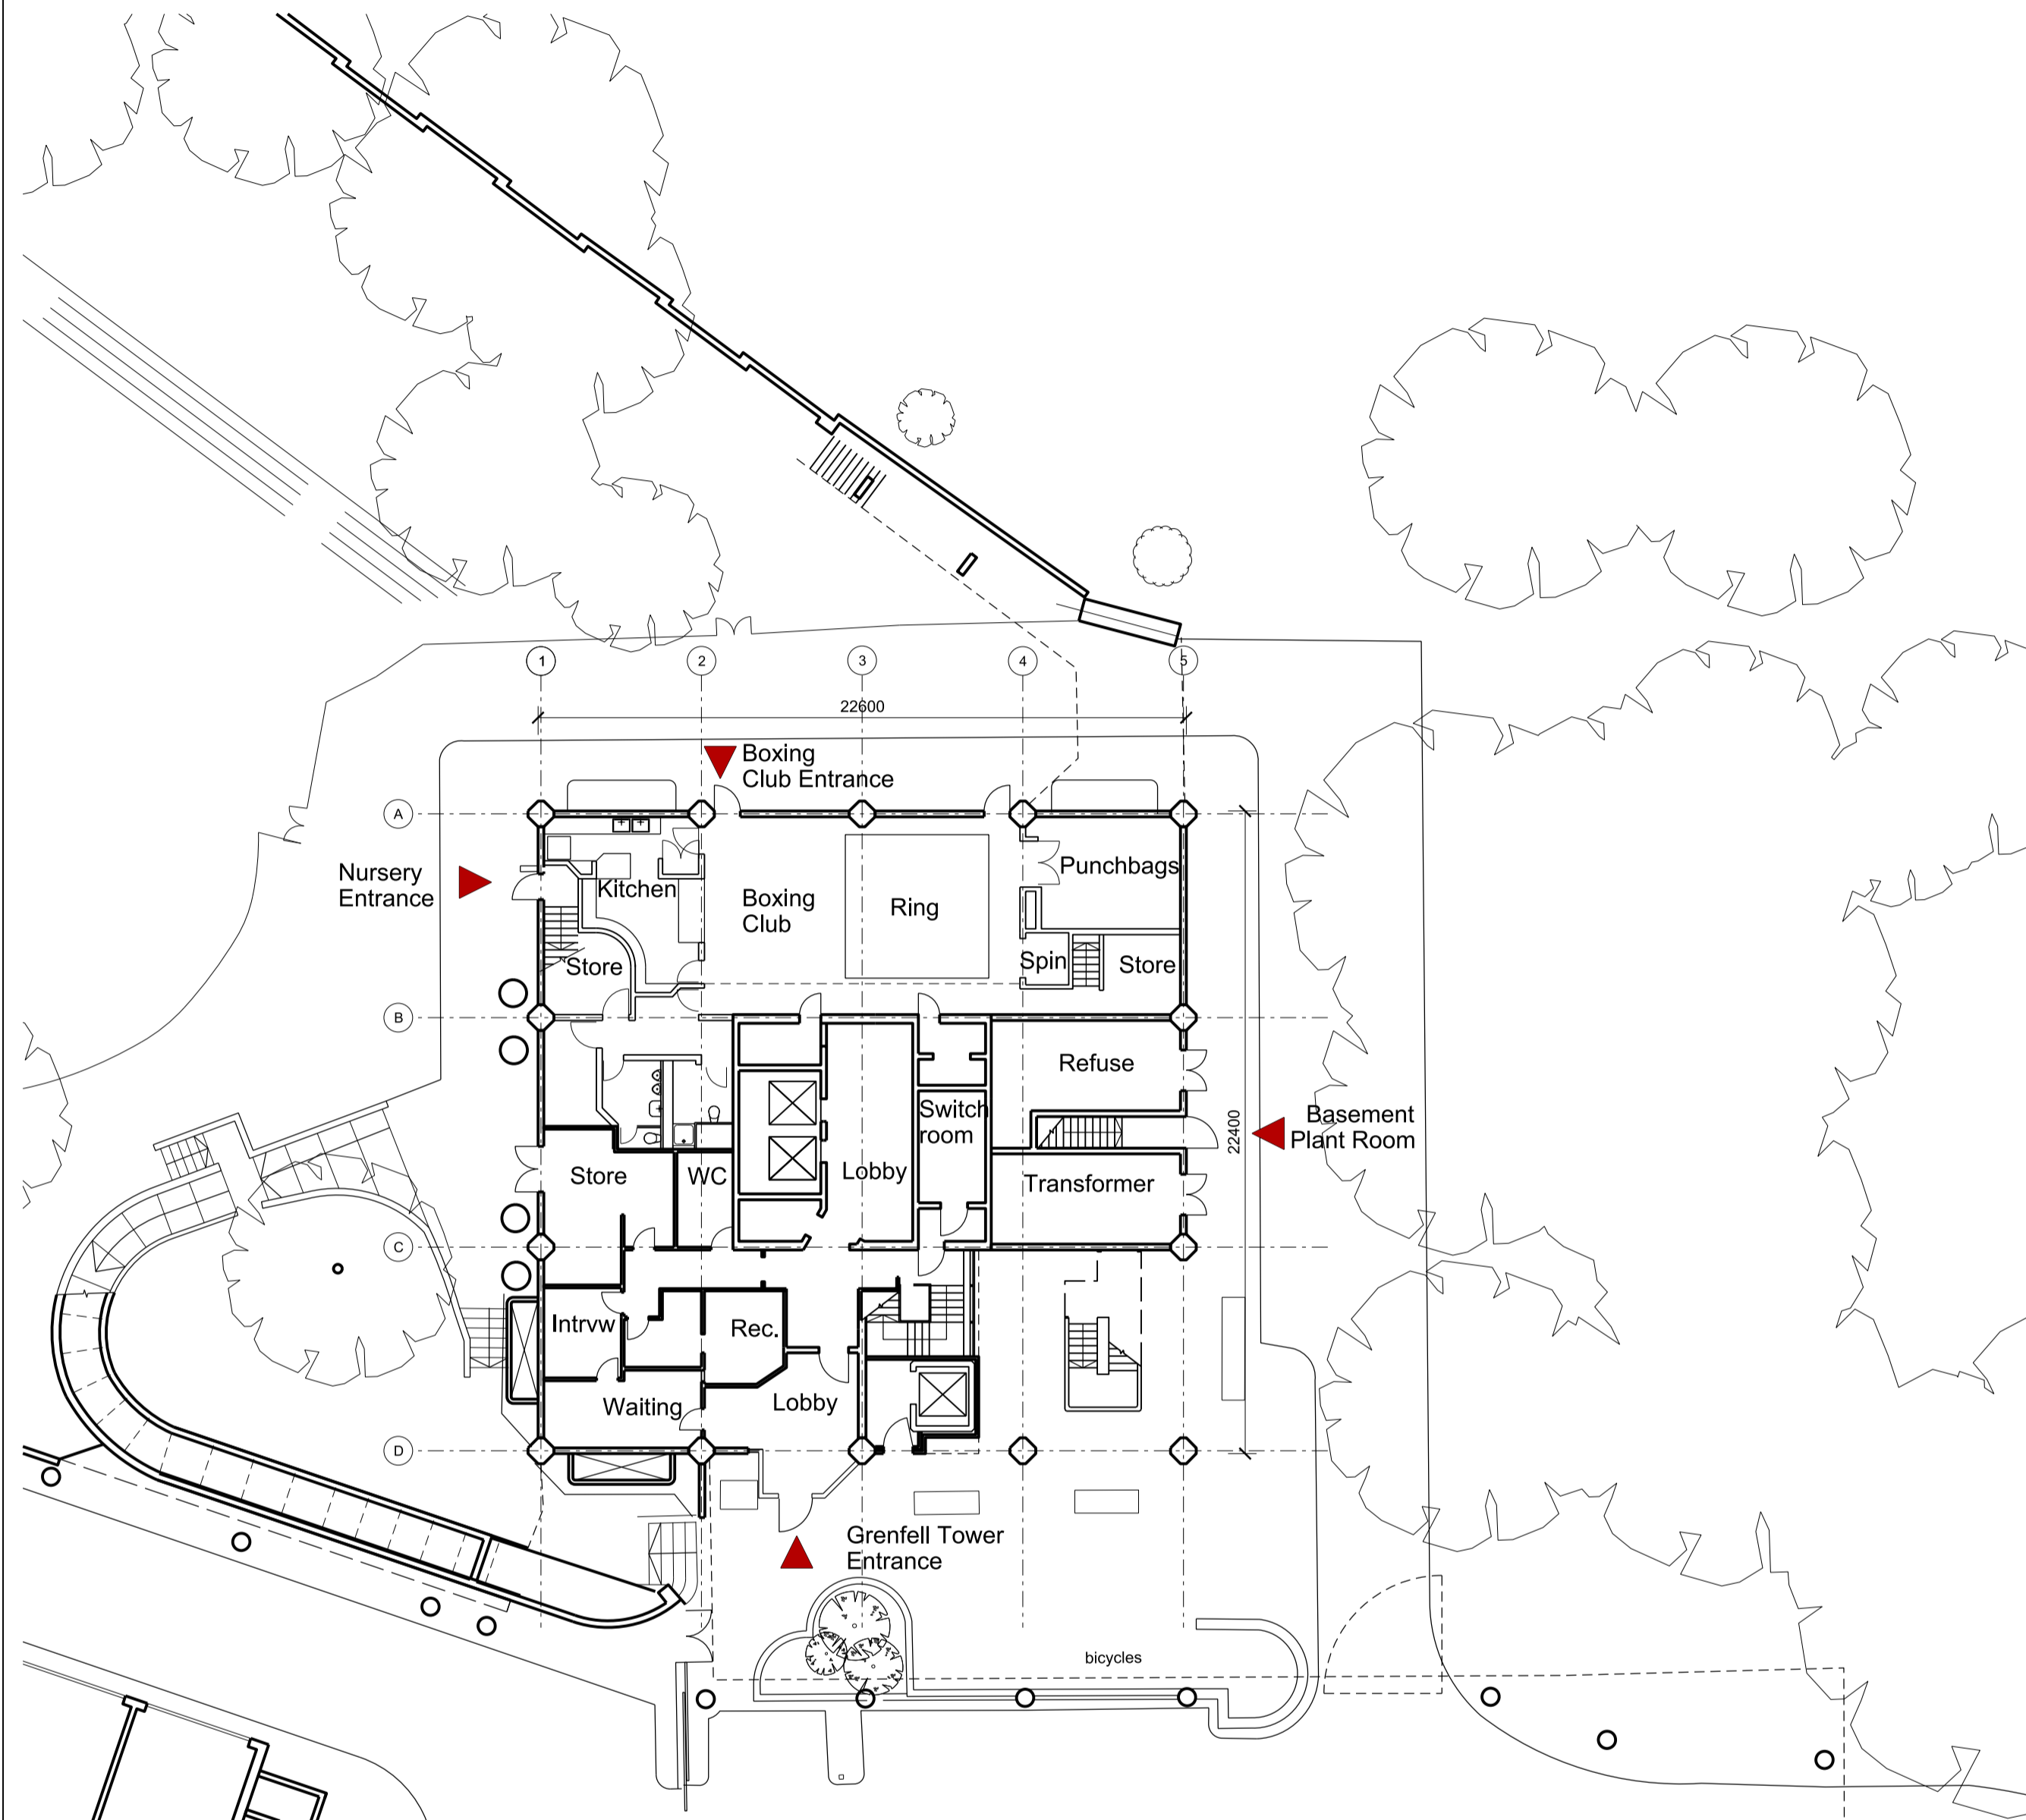 1
2
3
4
5
22600
Boxing
Club Entrance
A
Nursery
Entrance
Kitchen
Boxing
Club
Ring
Punchbags
Store
Spin
Store
B
Refuse
Switch
room
22400
Basement
Plant Room
Store
WC
Lobby
Transformer
C
Intrvw
Rec.
Waiting
Lobby
D
Grenfell Tower
Entrance
bicycles